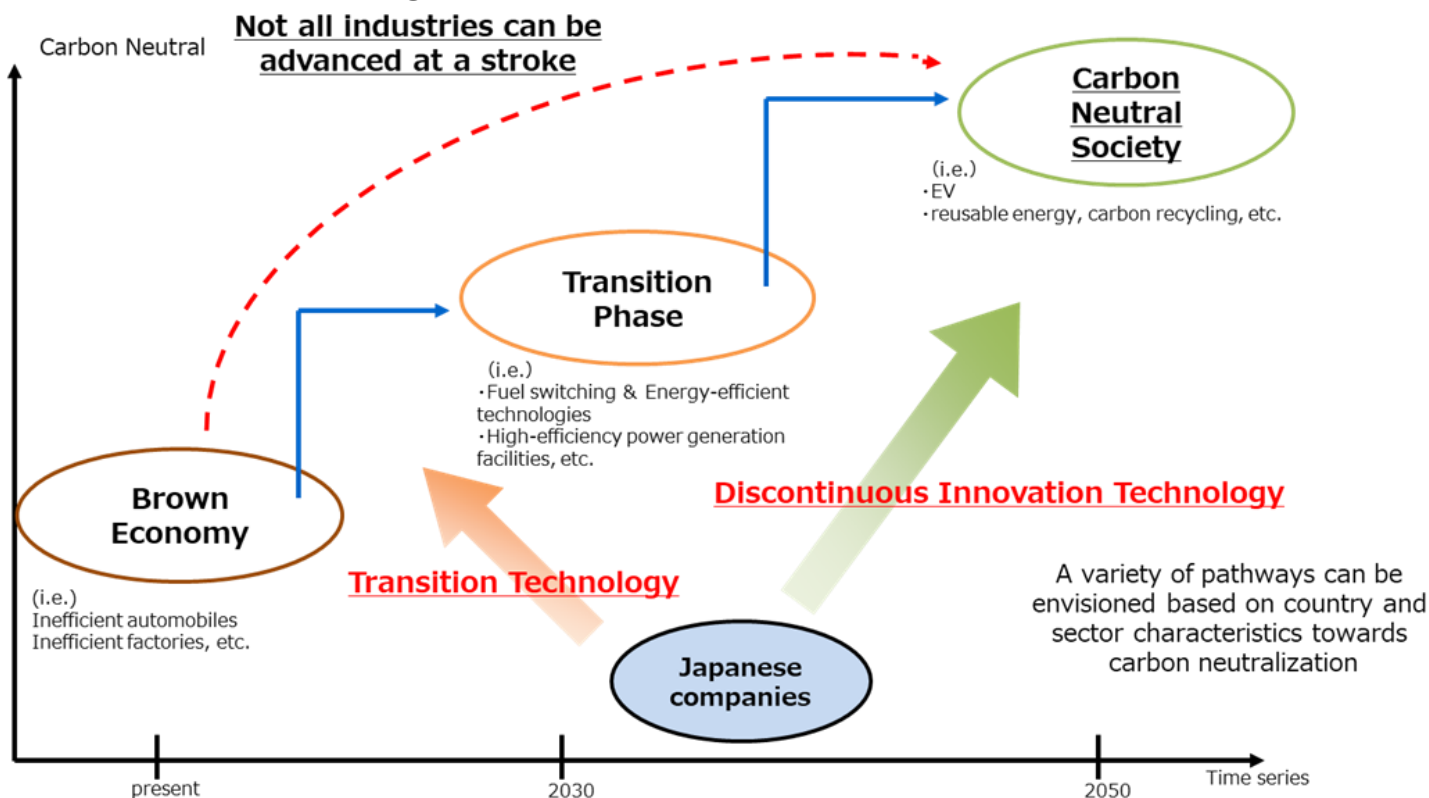 Not all industries can be
advanced at a stroke
Carbon Neutral
Carbon
Neutral
Society
(i.e.)
・EV
・reusable energy, carbon recycling, etc.
Transition
Phase
(i.e.)
・Fuel switching & Energy-efficient
technologies
・High-efficiency power generation
facilities, etc.
Brown
Economy
(i.e.)
Inefficient automobiles
Inefficient factories, etc.
Discontinuous Innovation Technology
Transition Technology
A variety of pathways can be
envisioned based on country and
sector characteristics towards
carbon neutralization
Japanese
companies
present
2030
2050
Time series